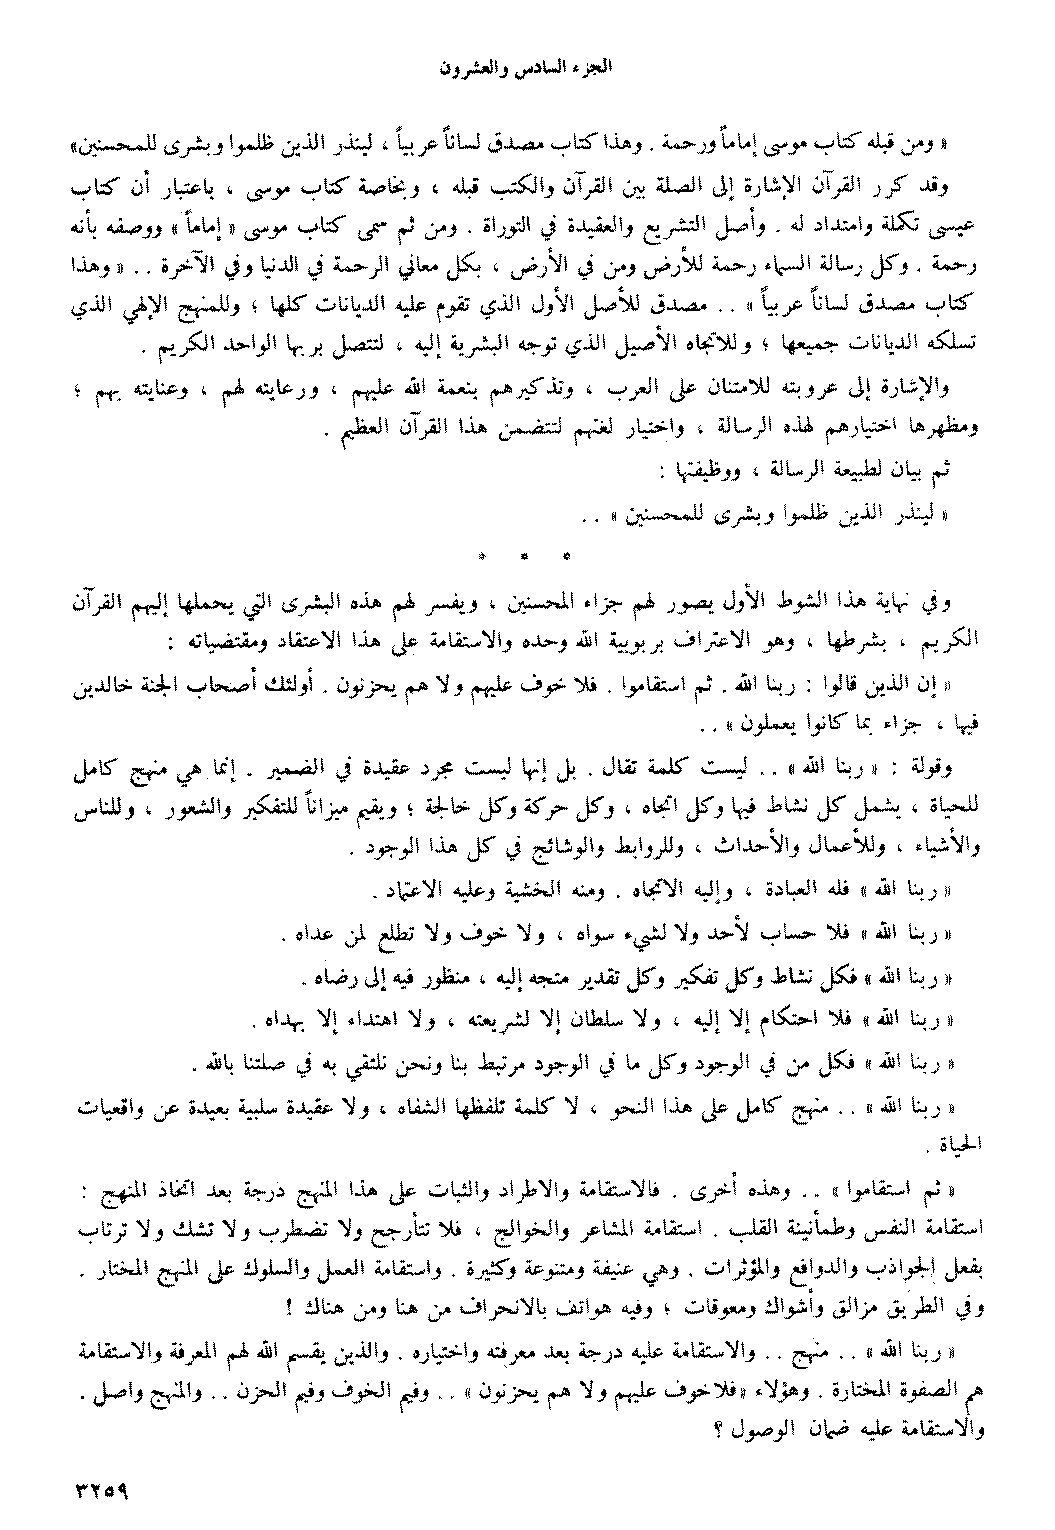 الجزء السادس والعشرون
« ومن قبله كتاب موسى إماماً ورحمة . وهذا كتاب مصدق لساناً عربياً ، لينذر الذين ظلموا وبشرى للمحسنين»
وقد كرر القرآن الإشارة إلى الصلة بين القرآن والكتب قبله ، وبخاصة كتاب موسى ، باعتبار أن كتاب
عيسى تكملة وامتداد له . وأصل التشريع والعقيدة في التوراة . ومن ثم سمى كتاب موسى « إماماً » ووصفه بأنه
رحمة . وكل رسالة السماء رحمة للأرض ومن في الأرض ، بكل معاني الرحمة في الدنيا وفي الآخرة .. « وهذا
كتاب مصدق لساناً عربياً » .. مصدق للأصل الأول الذي تقوم عليه الديانات كلها ؛ وللمنهج الإلهي الذي
تسلكه الديانات جميعها ؛ وللاتجاه الأصيل الذي توجه البشرية إليه ، لتتصل بربها الواحد الكريم .
والإشارة إلى عروبته للامتنان على العرب ، وتذكيرهم بنعمة الله عليهم ، ورعايته لهم ، وعنايته بهم ؛
ومظهرها اختيارهم لهذه الرسالة ، واختيار لغتهم لتتضمن هذا القرآن العظيم .
ثم بيان لطبيعة الرسالة ، ووظيفتها :
« لينذر الذين ظلموا وبشرى للمحسنين » ..
* * *
وفي نهاية هذا الشوط الأول يصور لهم جزاء المحسنين ، ويفسر لهم هذه البشرى التي يحملها إليهم القرآن
الكريم ، بشرطها ، وهو الاعتراف بربوبية الله وحده والاستقامة على هذا الاعتقاد ومقتضياته :
« إن الذين قالوا : ربنا الله . ثم استقاموا . فلا خوف عليهم ولا هم يحزنون . أولئك أصحاب الجنة خالدين
فيها ، جزاء بما كانوا يعملون » ..
وقولة : « ربنا الله » .. ليست كلمة تقال . بل إنها ليست مجرد عقيدة في الضمير . إنما هي منهج كامل
للحياة ، يشمل كل نشاط فيها وكل اتجاه ، وكل حركة وكل خالجة ؛ ويقيم ميزاناً للتفكير والشعور ، وللناس
والأشياء ، وللأعمال والأحداث ، وللروابط والوشائج في كل هذا الوجود .
« ربنا الله » فله العبادة ، وإليه الاتجاه . ومنه الخشية وعليه الاعتماد .
« ربنا الله » فلا حساب لأحد ولا لشيء سواه ، ولا خوف ولا تطلع لمن عداه .
« ربنا الله » فكل نشاط وكل تفكير وكل تقدير متجه إليه ، منظور فيه إلى رضاه .
« ربنا الله » فلا احتكام إلا إليه ، ولا سلطان إلا لشريعته ، ولا اهتداء إلا بهداه .
« ربنا الله » فكل من في الوجود وكل ما في الوجود مرتبط بنا ونحن نلتقي به في صلتنا بالله .
« ربنا الله » .. منهج كامل على هذا النحو ، لا كلمة تلفظها الشفاه ، ولا عقيدة سلبية بعيدة عن واقعيات
الحياة .
« ثم استقاموا » .. وهذه أخرى . فالاستقامة والاطراد والثبات على هذا المنهج درجة بعد اتخاذ المنهج :
استقامة النفس وطمأنينة القلب . استقامة المشاعر والخوالج ، فلا تتأرجح ولا تضطرب ولا تشك ولا ترتاب
بفعل الجواذب والدوافع والمؤثرات . وهي عنيفة ومتنوعة وكثيرة . واستقامة العمل والسلوك على المنهج المختار .
وفي الطريق مزالق وأشواك ومعوقات ؛ وفيه هواتف بالانحراف من هنا ومن هناك !
« ربنا الله » .. منهج .. والاستقامة عليه درجة بعد معرفته واختياره . والذين يقسم الله لهم المعرفة والاستقامة
هم الصفوة المختارة . وهؤلاء «فلا خوف عليهم ولا هم يحزنون » .. وفيم الخوف وفيم الحزن .. والمنهج واصل .
والاستقامة عليه ضمان الوصول ؟
٣٢٥٩